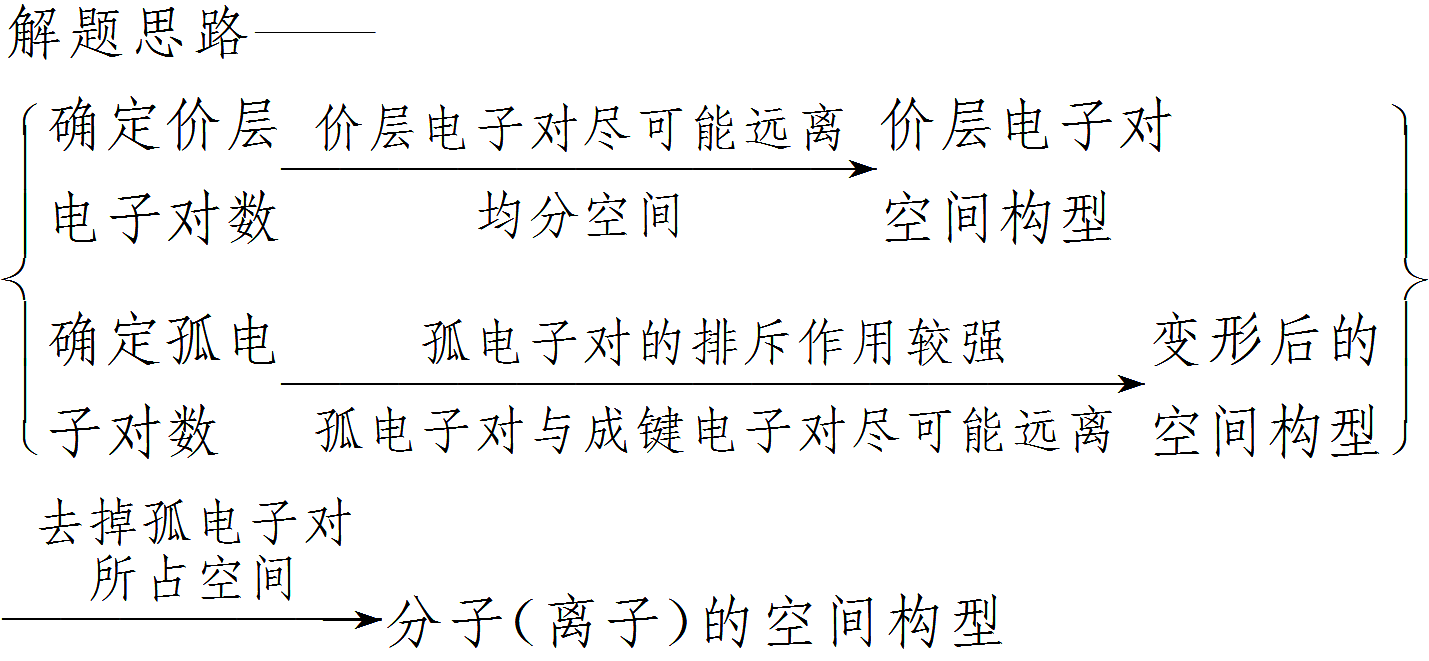 解题思路——
确定价层
电子对数
价层电子对尽可能远离
均分空间
价层电子对
空间构型
确定孤电
子对数
孤电子对的排斥作用较强
孤电子对与成键电子对尽可能远离
变形后的
空间构型
去掉孤电子对
所占空间
分子(离子)的空间构型